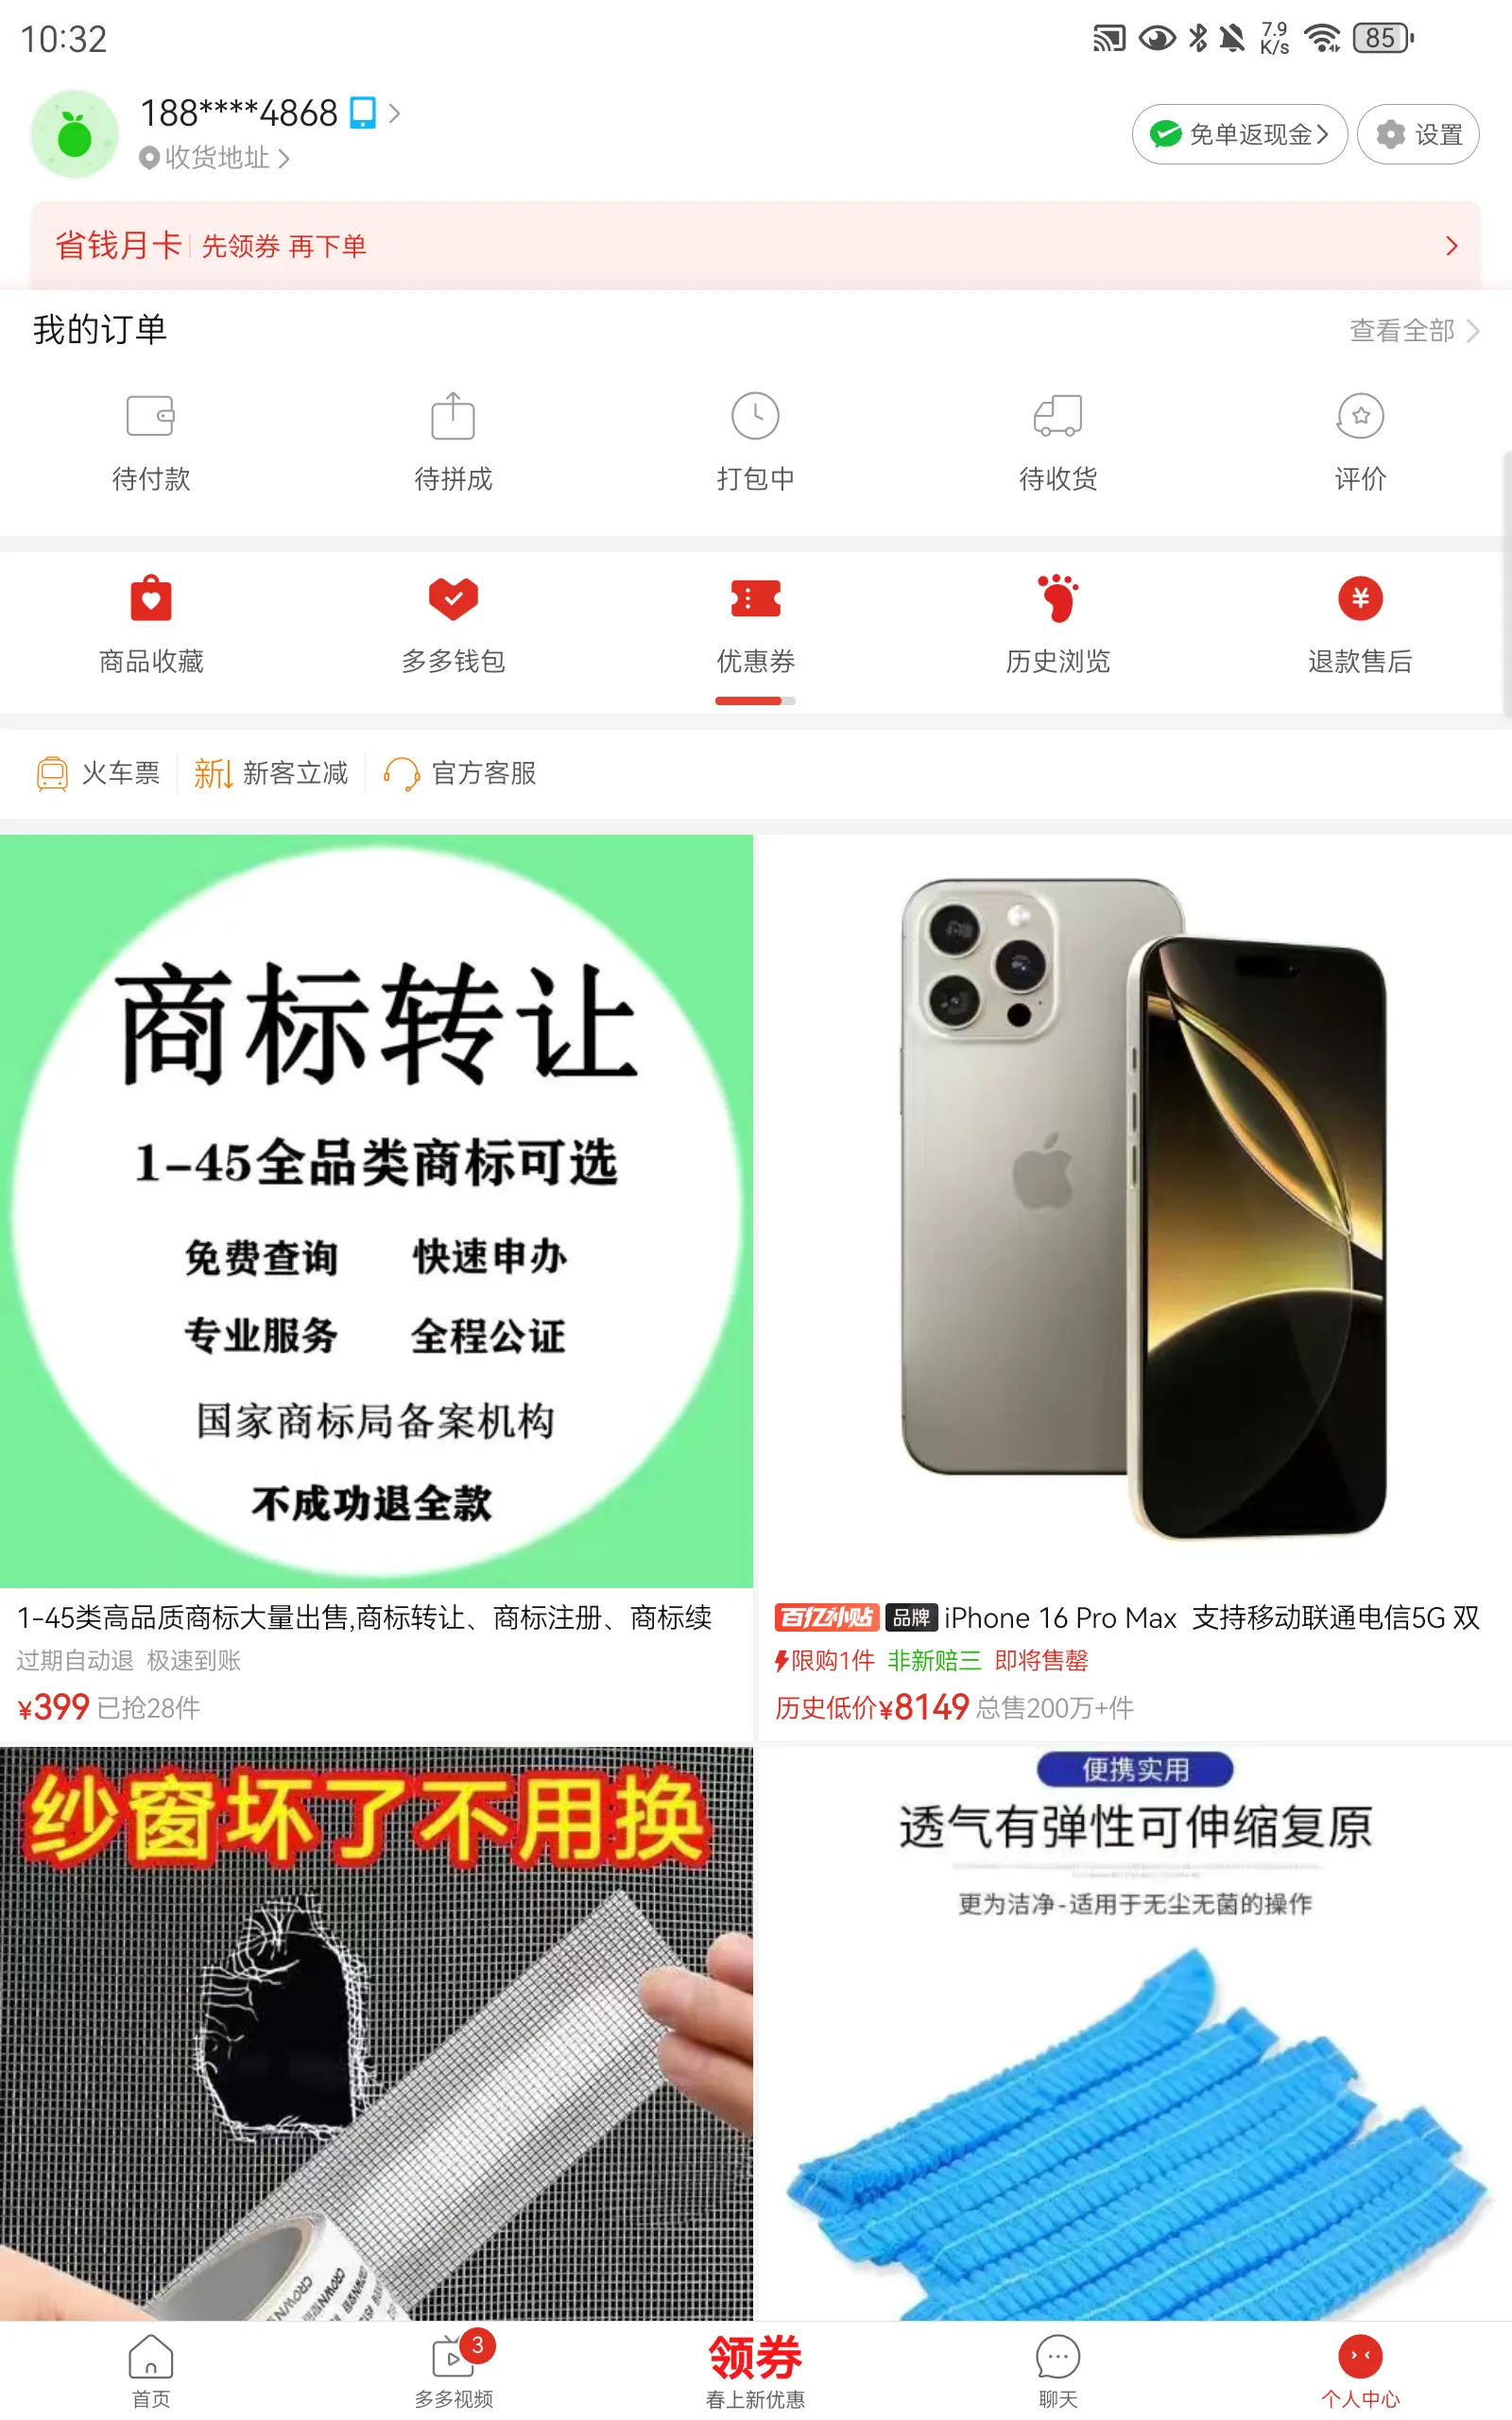 10:32
7.9
K/s
85
188****4868
收货地址
免单返现金
设置
省钱月卡 先领券 再下单
我的订单
查看全部
待付款
待拼成
打包中
待收货
评价
商品收藏
多多钱包
优惠券
历史浏览
退款售后
火车票
新 新客立减
官方客服
商标转让
1-45全品类商标可选
免费查询 快速申办
专业服务 全程公证
国家商标局备案机构
不成功退全款
1-45类高品质商标大量出售,商标转让、商标注册、商标续
过期自动退 极速到账
¥399 已抢28件
百亿补贴 品牌 iPhone 16 Pro Max 支持移动联通电信5G 双
限购1件 非新赔三 即将售罄
历史低价¥8149 总售200万+件
纱窗坏了不用换
CROWN
CROWN
便携实用
透气有弹性可伸缩复原
更为洁净-适用于无尘无菌的操作
首页
3
多多视频
领券
春上新优惠
聊天
个人中心